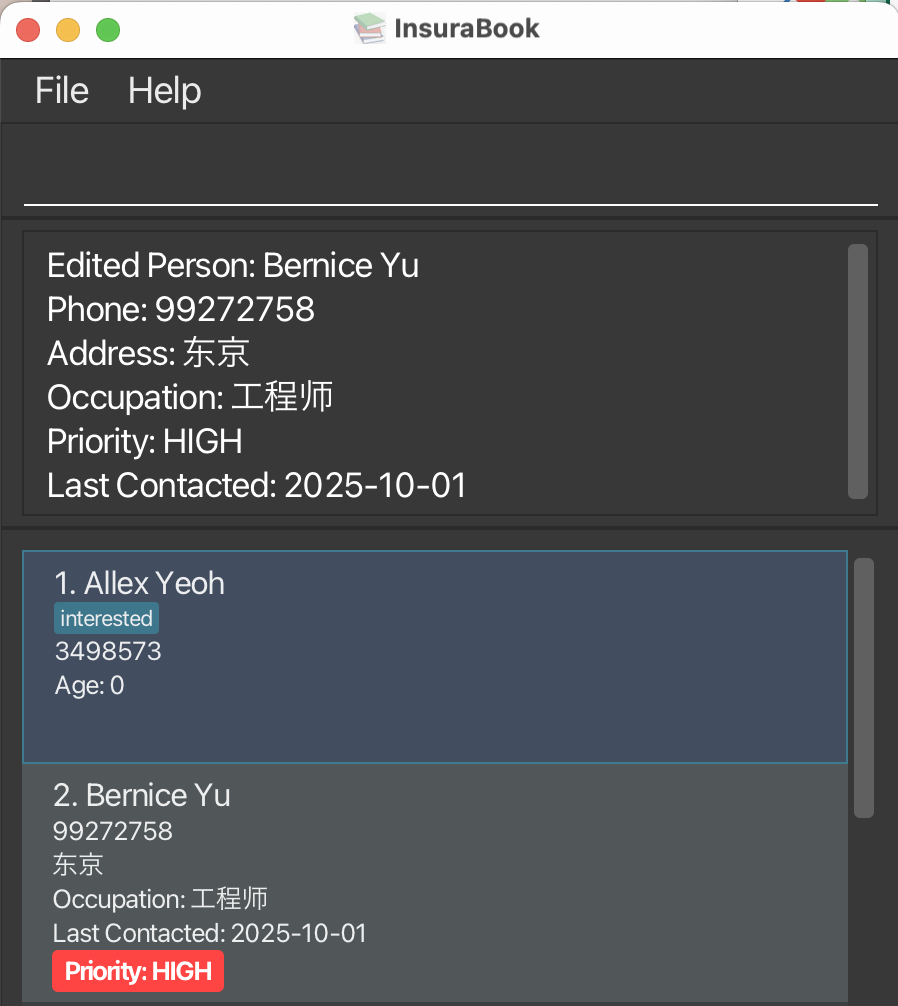 InsuraBook
File Help
Edited Person: Bernice Yu
Phone: 99272758
Address: 东京
Occupation: 工程师
Priority: HIGH
Last Contacted: 2025-10-01
1. Allex Yeoh
interested
3498573
Age: 0
2. Bernice Yu
99272758
东京
Occupation: 工程师
Last Contacted: 2025-10-01
Priority: HIGH